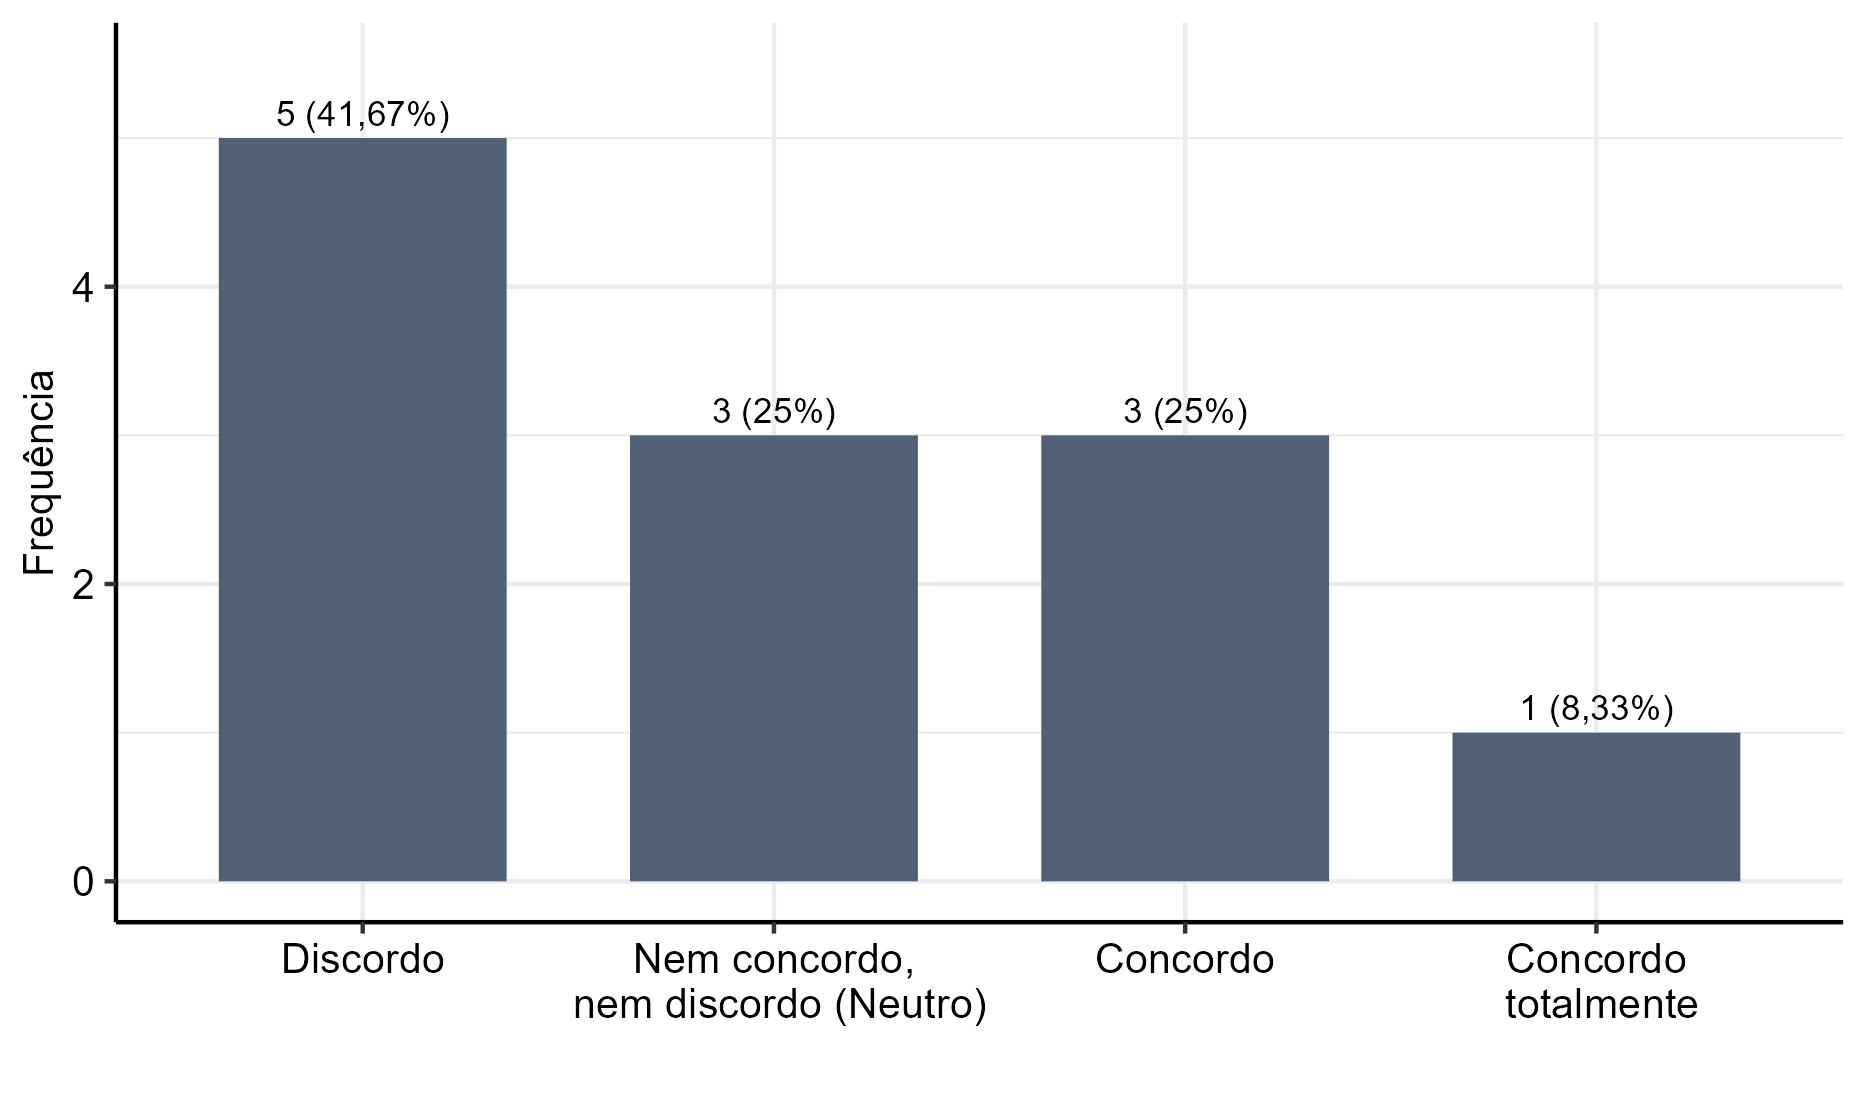 5 (41,67%)
3 (25%)
3 (25%)
1 (8,33%)
4
2
0
Frequência
Discordo
Nem concordo,
nem discordo (Neutro)
Concordo
Concordo
totalmente